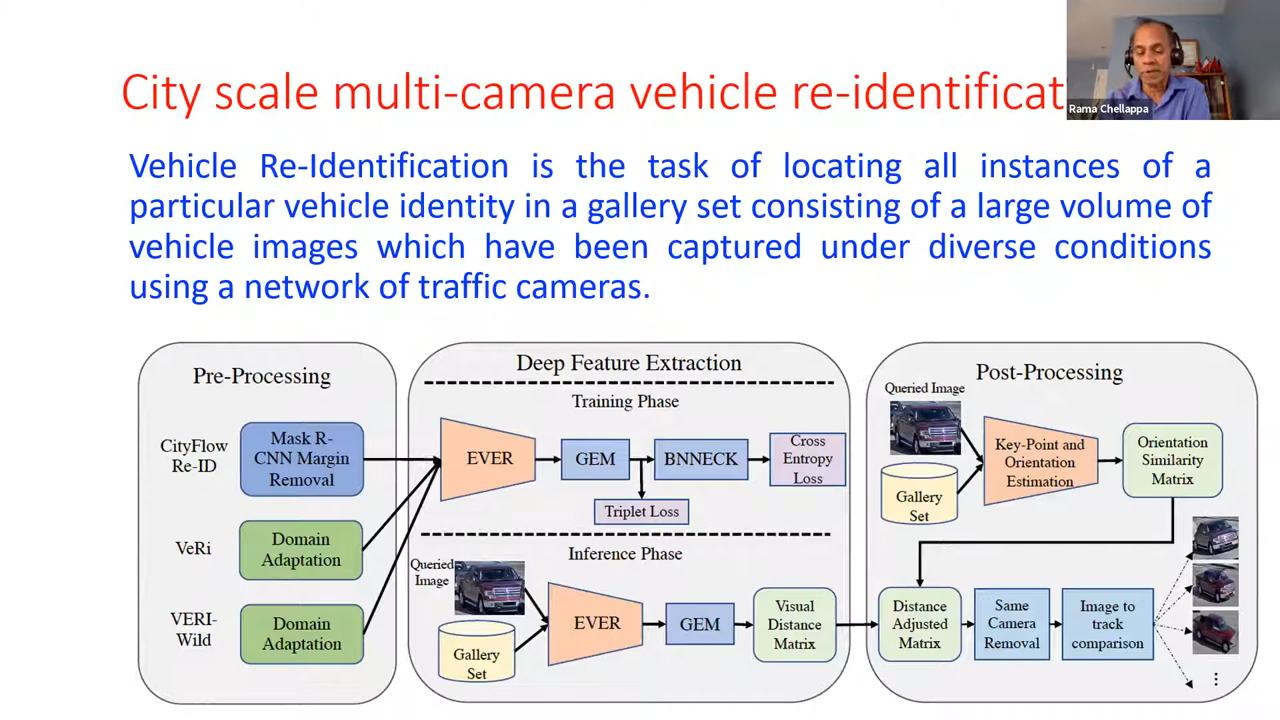 City scale multi-camera vehicle re-identificat
Rama Chellappa
Vehicle Re-Identification is the task of locating all instances of a
particular vehicle identity in a gallery set consisting of a large volume of
vehicle images which have been captured under diverse conditions
using a network of traffic cameras.
Pre-Processing
CityFlow
Re-ID
Mask R-
CNN Margin
Removal
VeRi
Domain
Adaptation
VERI-
Wild
Domain
Adaptation
Deep Feature Extraction
Training Phase
EVER
GEM
BNNECK
Cross
Entropy
Loss
Triplet Loss
Inference Phase
Queried
Image
Gallery
Set
EVER
GEM
Visual
Distance
Matrix
Post-Processing
Queried Image
Gallery
Set
Key-Point and
Orientation
Estimation
Orientation
Similarity
Matrix
Distance
Adjusted
Matrix
Same
Camera
Removal
Image to
track
comparison